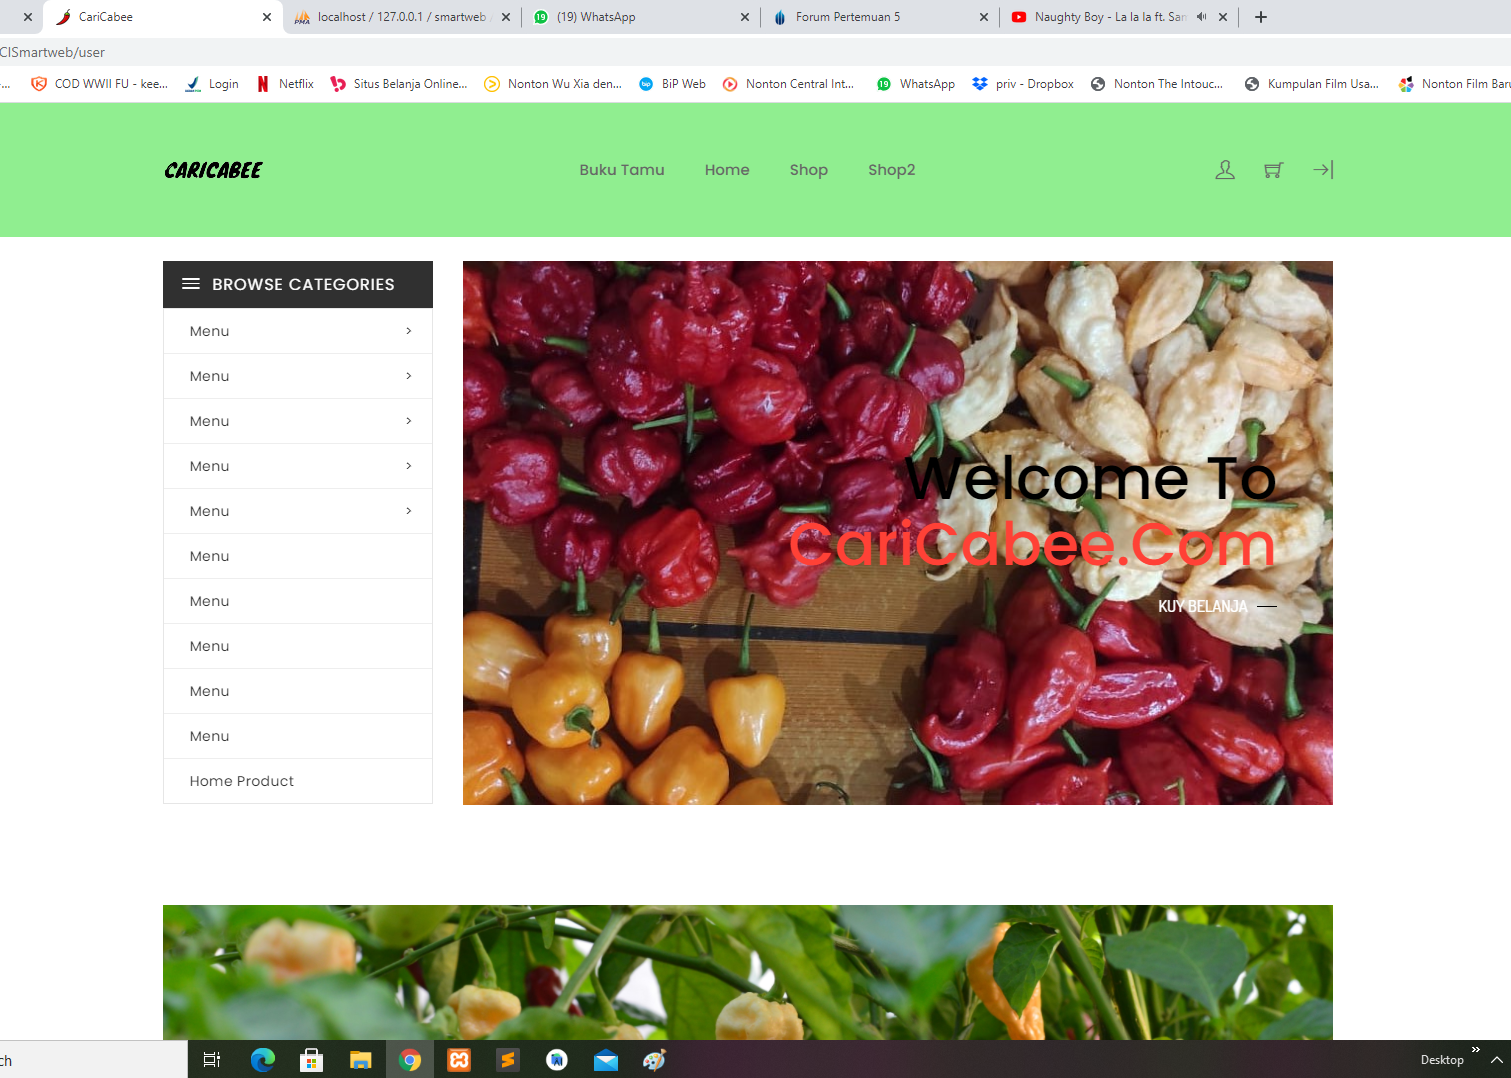 CariCabee
localhost / 127.0.0.1 / smartweb
(19) WhatsApp
Forum Pertemuan 5
Naughty Boy - La la la ft. Sam
CISmartweb/user
...
COD WWII FU - kee...
Login
Netflix
Situs Belanja Online...
Nonton Wu Xia den...
BiP Web
Nonton Central Int...
WhatsApp
priv - Dropbox
Nonton The Intouc...
Kumpulan Film Usa...
Nonton Film Baru
CARICABEE
Buku Tamu
Home
Shop
Shop2
BROWSE CATEGORIES
Menu
Menu
Menu
Menu
Menu
Menu
Menu
Menu
Menu
Menu
Home Product
Welcome To
CariCabee.Com
KUY BELANJA
ch
Desktop